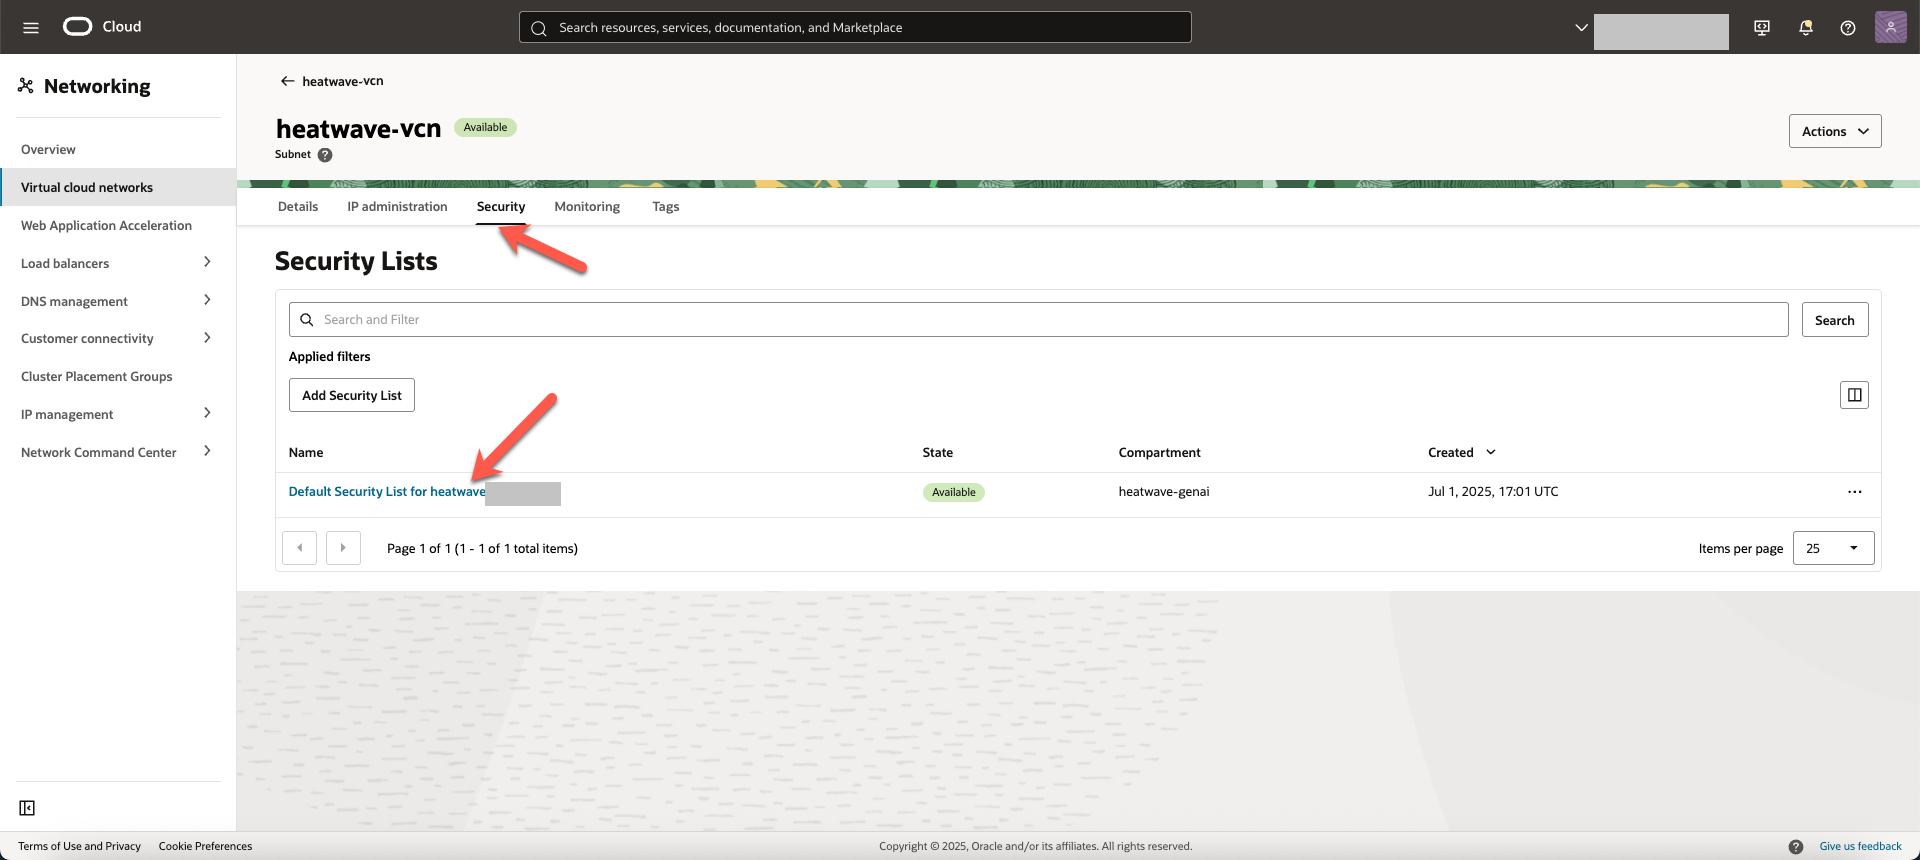 Cloud
Search resources, services, documentation, and Marketplace
Networking
Overview
Virtual cloud networks
Web Application Acceleration
Load balancers
DNS management
Customer connectivity
Cluster Placement Groups
IP management
Network Command Center
heatwave-vcn
heatwave-vcn Available
Subnet ?
Actions
Details IP administration Security Monitoring Tags
Security Lists
Search and Filter Search
Applied filters
Add Security List
Name State Compartment Created
Default Security List for heatwave Available heatwave-genai Jul 1, 2025, 17:01 UTC
Page 1 of 1 (1 - 1 of 1 total items) Items per page 25
Terms of Use and Privacy Cookie Preferences Copyright © 2025, Oracle and/or its affiliates. All rights reserved. ? Give us feedback